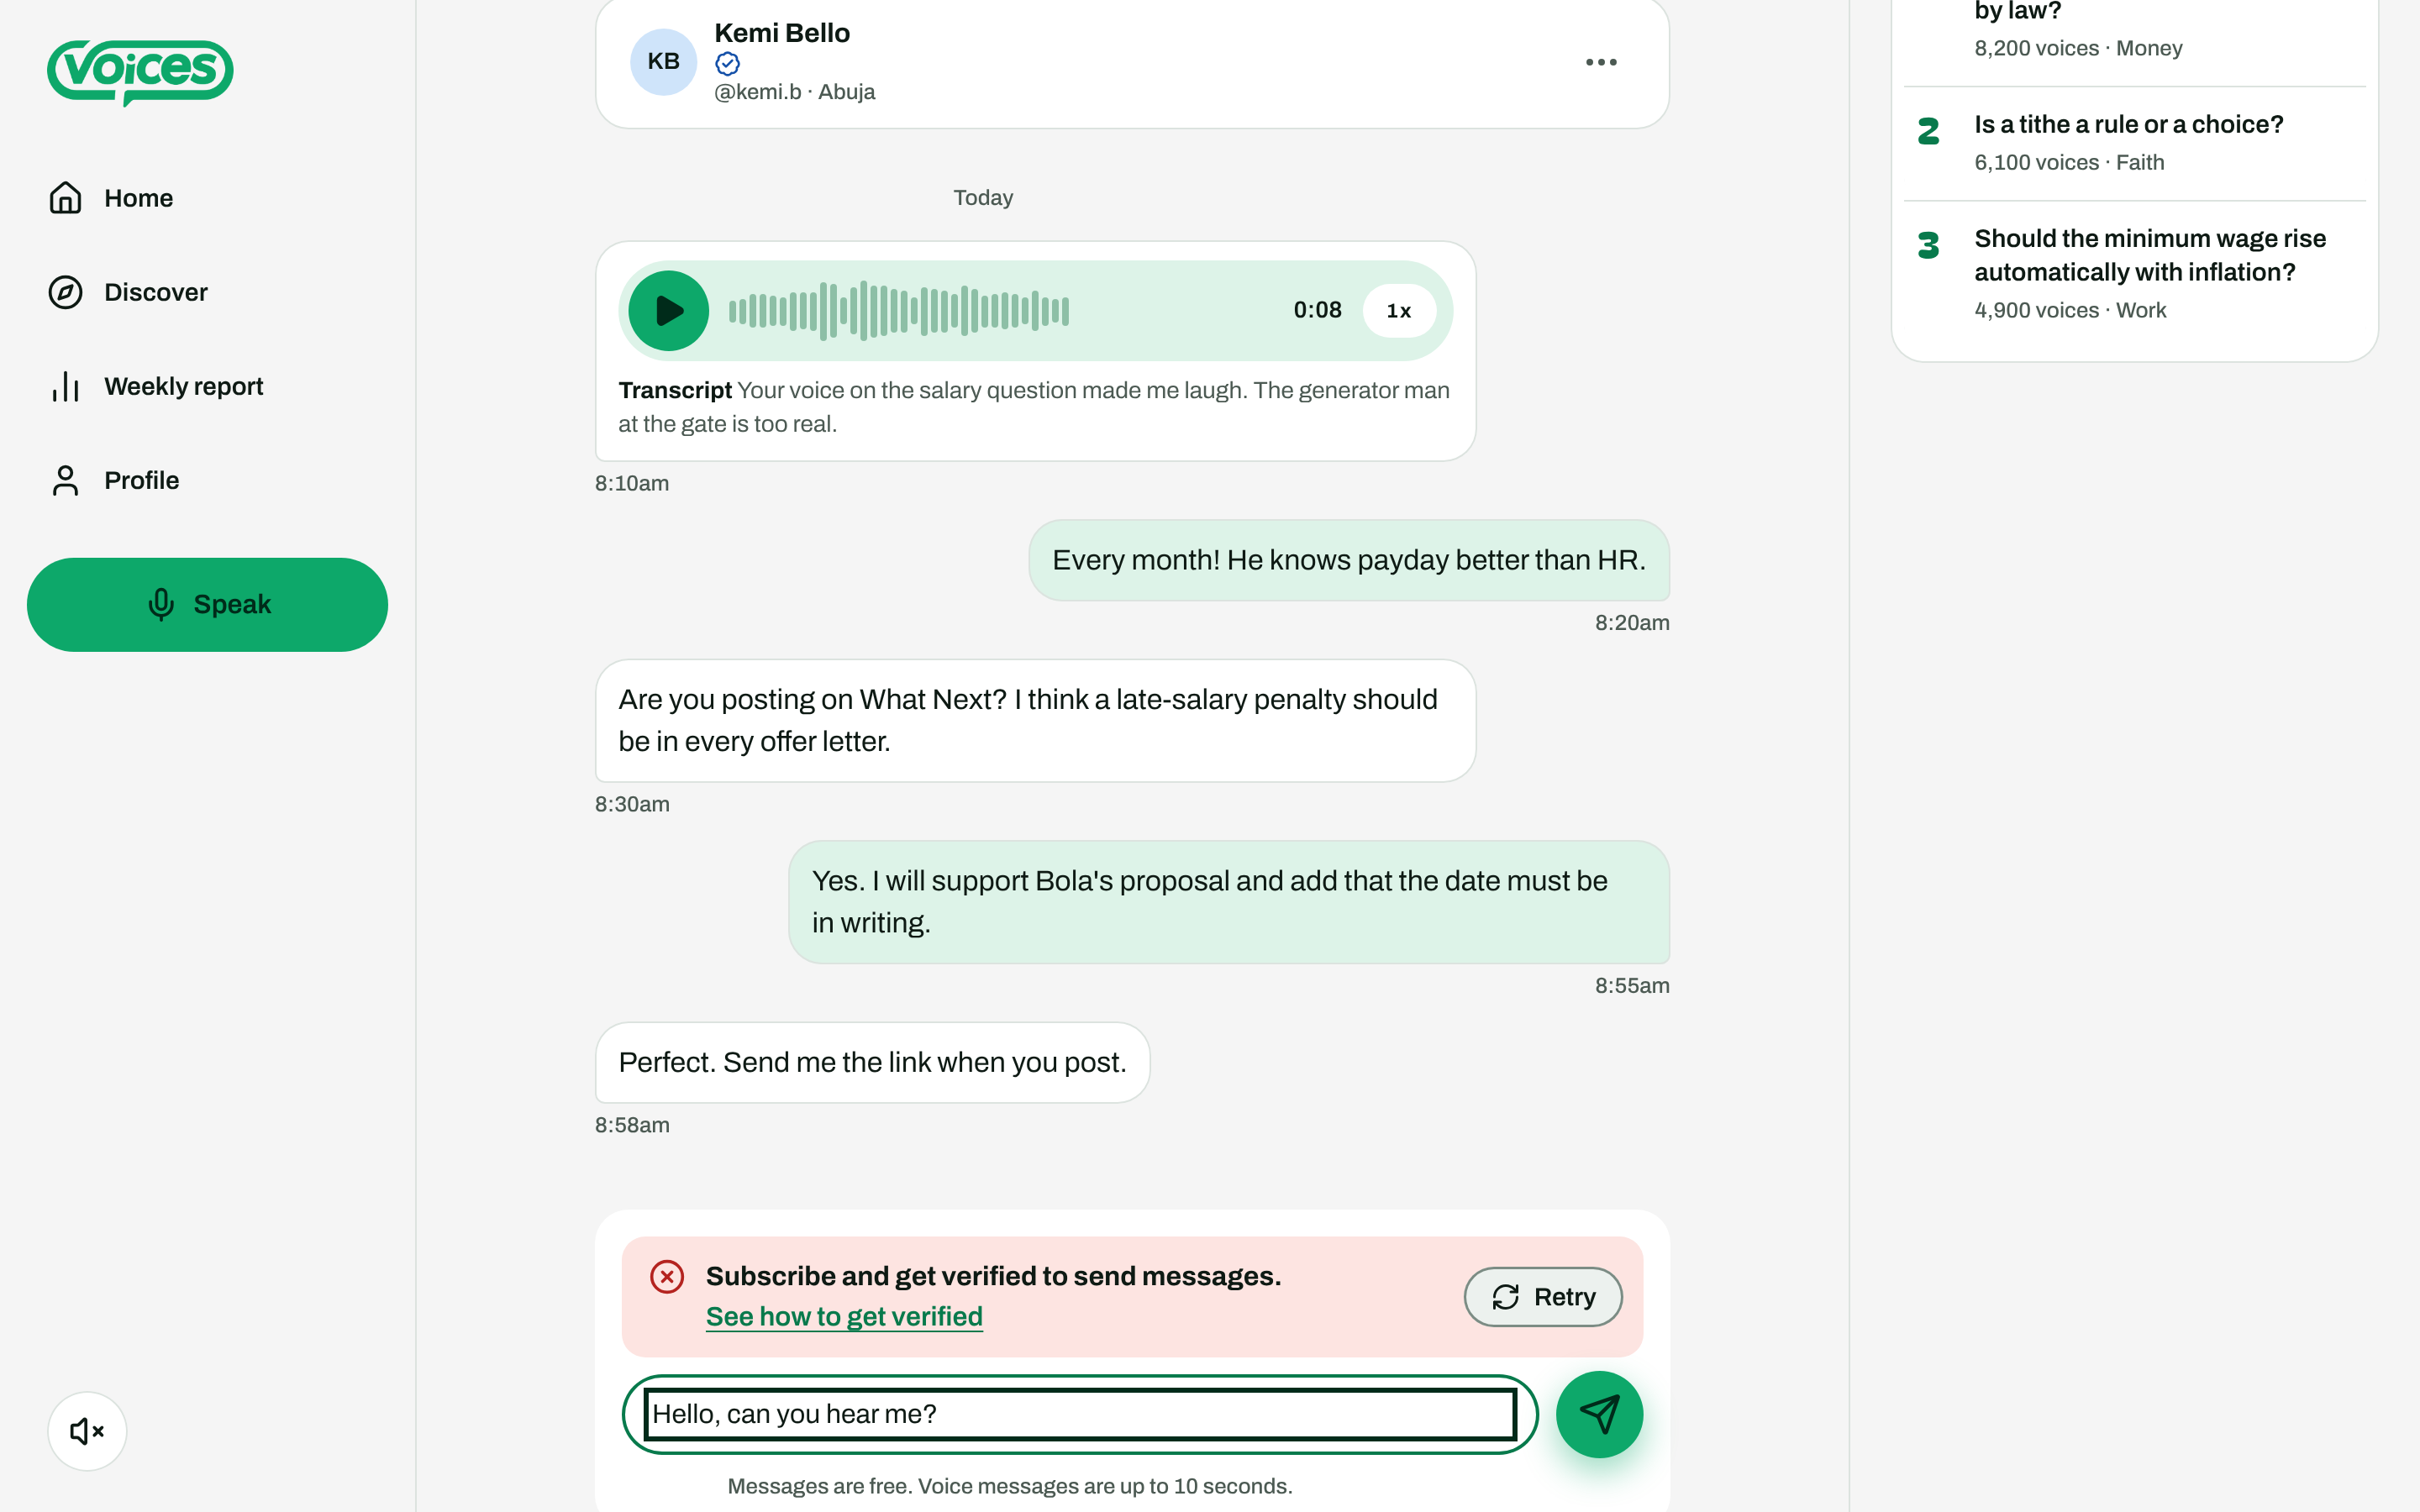 Voices
Home
Discover
Weekly report
Profile
Speak
KB
Kemi Bello
@kemi.b · Abuja
Today
0:08
1x
Transcript Your voice on the salary question made me laugh. The generator man
at the gate is too real.
8:10am
Every month! He knows payday better than HR.
8:20am
Are you posting on What Next? I think a late-salary penalty should
be in every offer letter.
8:30am
Yes. I will support Bola's proposal and add that the date must be
in writing.
8:55am
Perfect. Send me the link when you post.
8:58am
Subscribe and get verified to send messages.
See how to get verified
Retry
Hello, can you hear me?
Messages are free. Voice messages are up to 10 seconds.
by law?
8,200 voices · Money
2
Is a tithe a rule or a choice?
6,100 voices · Faith
3
Should the minimum wage rise
automatically with inflation?
4,900 voices · Work